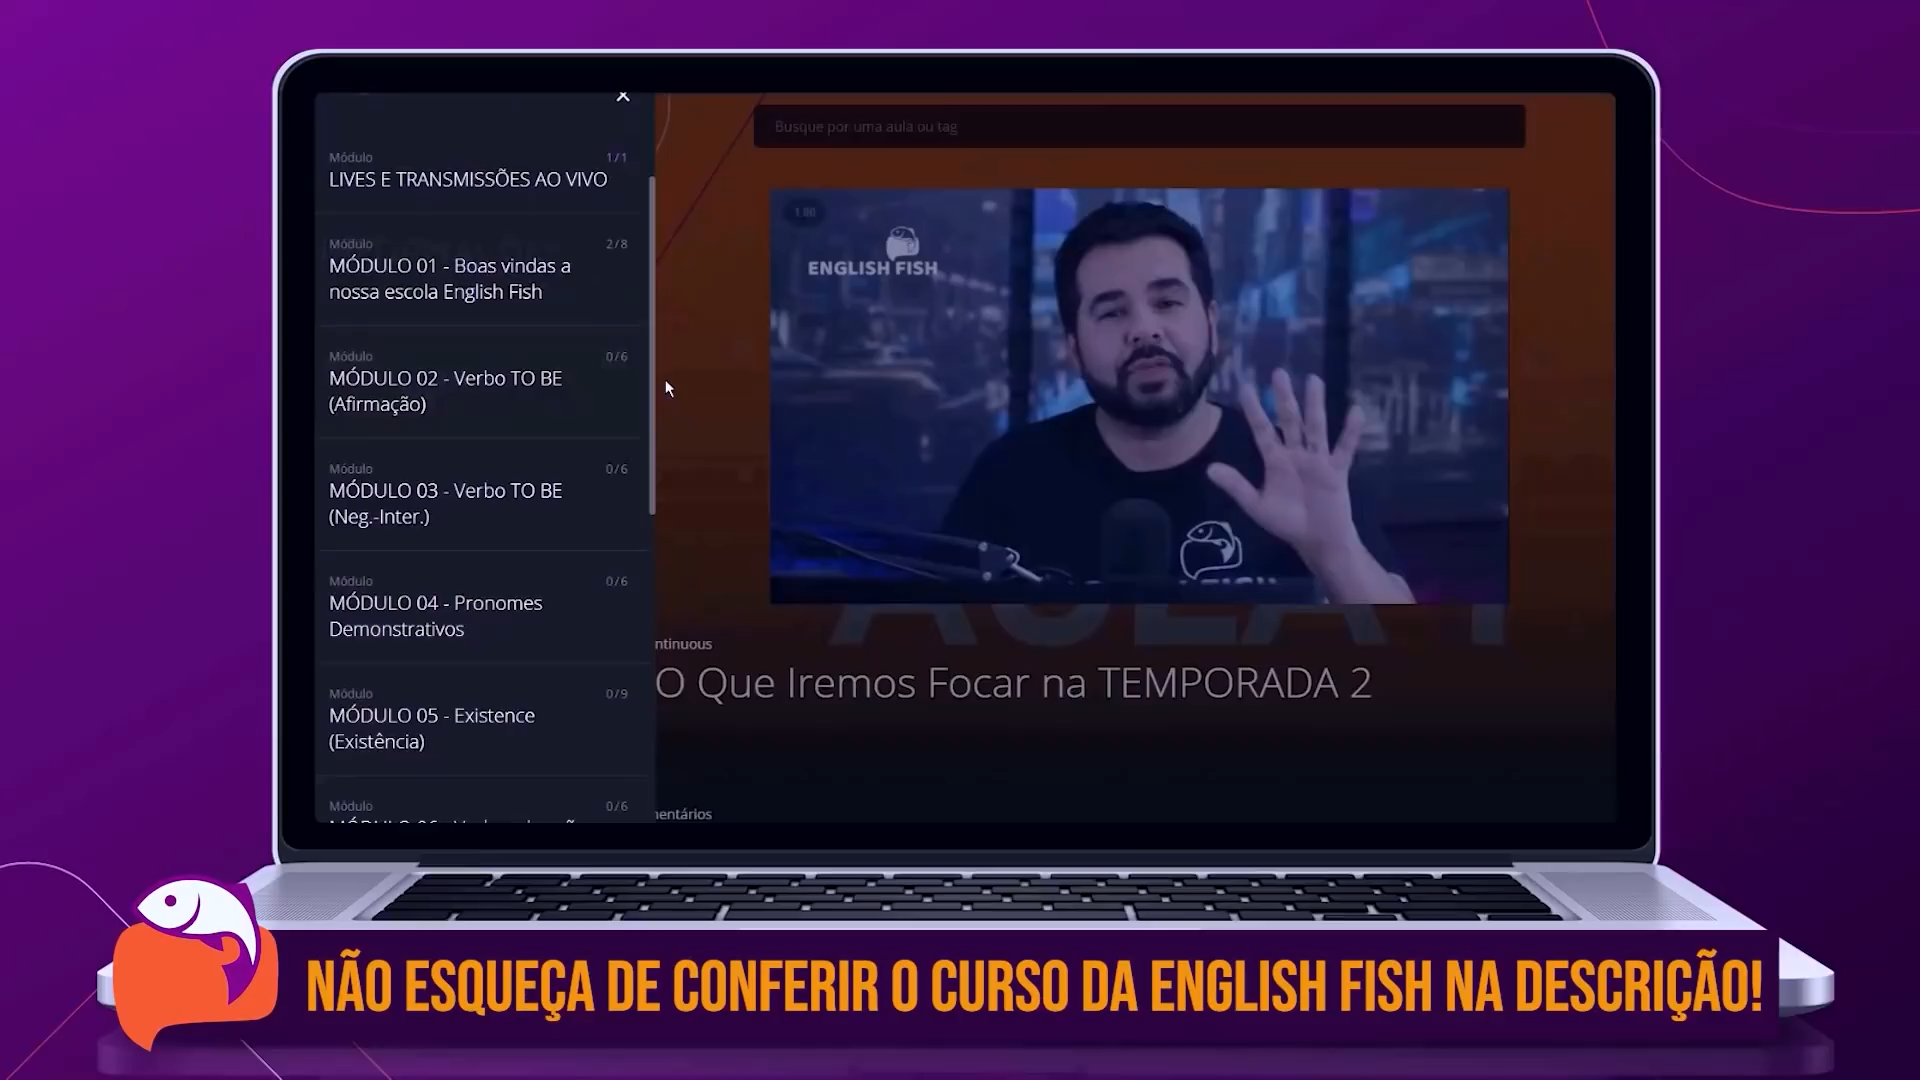 Busque por uma aula ou tag
Módulo 1/1
LIVES E TRANSMISSÕES AO VIVO
Módulo 2/8
MÓDULO 01 - Boas vindas a
nossa escola English Fish
Módulo 0/6
MÓDULO 02 - Verbo TO BE
(Afirmação)
Módulo 0/6
MÓDULO 03 - Verbo TO BE
(Neg.-Inter.)
Módulo 0/6
MÓDULO 04 - Pronomes
Demonstrativos
Módulo 0/9
MÓDULO 05 - Existence
(Existência)
Módulo 0/6
ENGLISH FISH
AULA 1
ntinuous
O Que Iremos Focar na TEMPORADA 2
entários
NÃO ESQUEÇA DE CONFERIR O CURSO DA ENGLISH FISH NA DESCRIÇÃO!